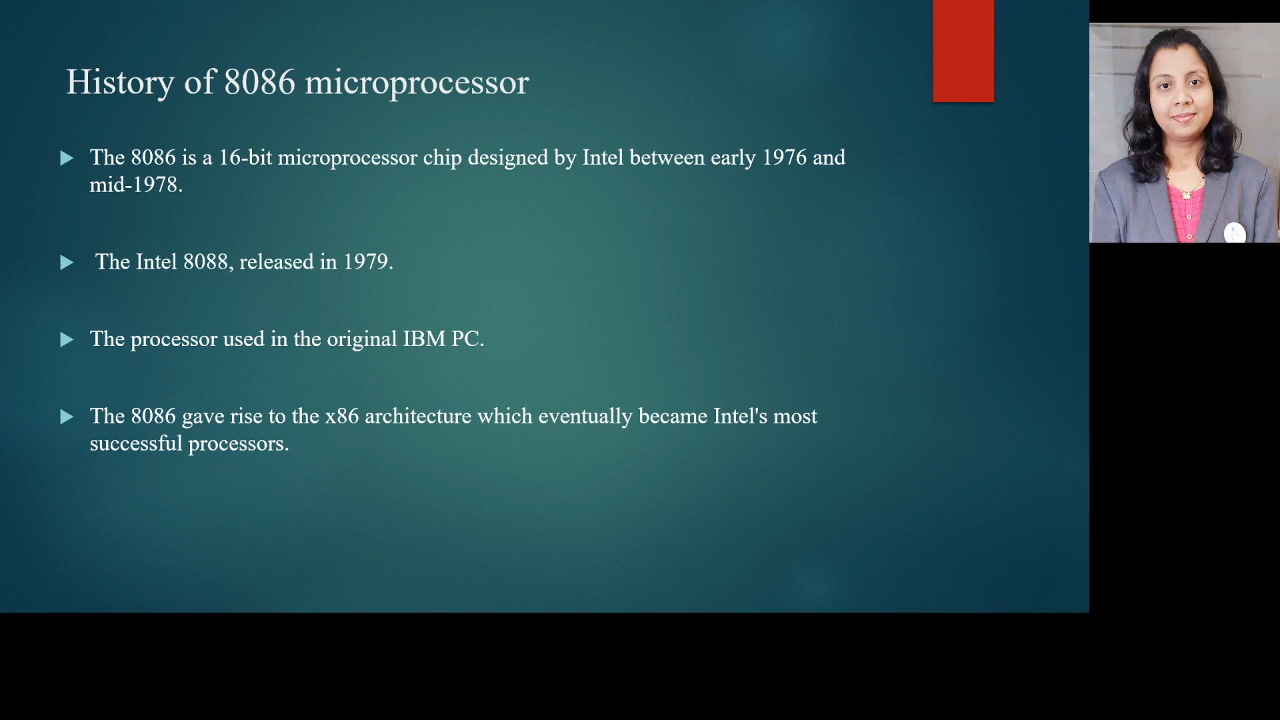 History of 8086 microprocessor
The 8086 is a 16-bit microprocessor chip designed by Intel between early 1976 and
mid-1978.
The Intel 8088, released in 1979.
The processor used in the original IBM PC.
The 8086 gave rise to the x86 architecture which eventually became Intel's most
successful processors.